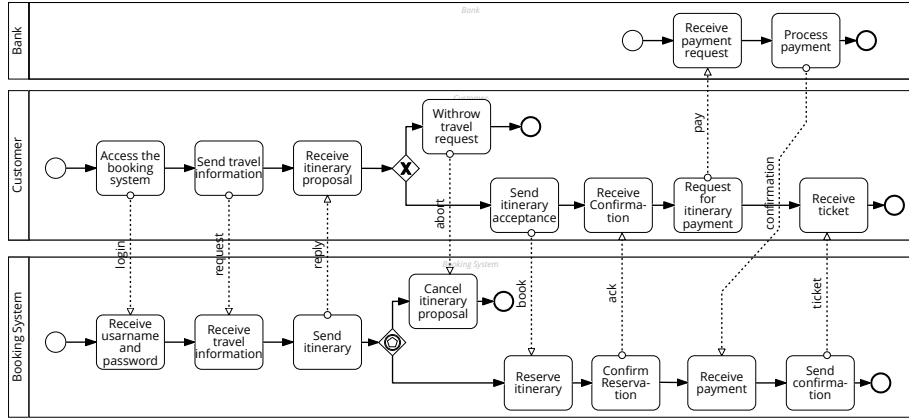 Bank
Bank
Receive
payment
request
Process
payment
Customer
Customer
Access the
booking
system
Send travel
information
Receive
itinerary
proposal
X
Withrow
travel
request
Send
itinerary
acceptance
Receive
Confirma-
tion
Request
for
itinerary
payment
Receive
ticket
pay
confirmation
login
request
reply
abort
book
ack
ticket
Booking System
Booking System
Receive
usarname
and
password
Receive
travel
information
Send
itinerary
Cancel
itinerary
proposal
Reserve
itinerary
Confirm
Reserva-
tion
Receive
payment
Send
confirma-
tion